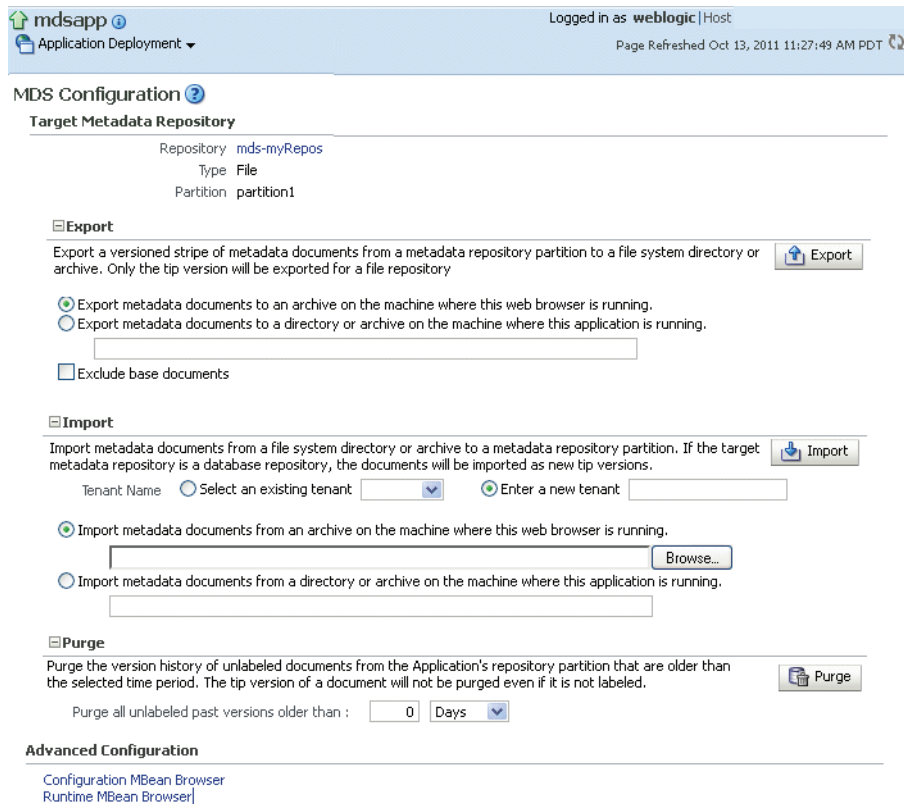 mdsapp
Logged in as weblogic|Host
Application Deployment
Page Refreshed Oct 13, 2011 11:27:49 AM PDT
MDS Configuration
Target Metadata Repository
Repository mds-myRepos
Type File
Partition partition1
Export
Export a versioned stripe of metadata documents from a metadata repository partition to a file system directory or
archive. Only the tip version will be exported for a file repository
Export
Export metadata documents to an archive on the machine where this web browser is running.
Export metadata documents to a directory or archive on the machine where this application is running.
Exclude base documents
Import
Import metadata documents from a file system directory or archive to a metadata repository partition. If the target
metadata repository is a database repository, the documents will be imported as new tip versions.
Import
Tenant Name Select an existing tenant Enter a new tenant
Import metadata documents from an archive on the machine where this web browser is running.
Browse...
Import metadata documents from a directory or archive on the machine where this application is running.
Purge
Purge the version history of unlabeled documents from the Application's repository partition that are older than
the selected time period. The tip version of a document will not be purged even if it is not labeled.
Purge
Purge all unlabeled past versions older than : 0 Days
Advanced Configuration
Configuration MBean Browser
Runtime MBean Browser